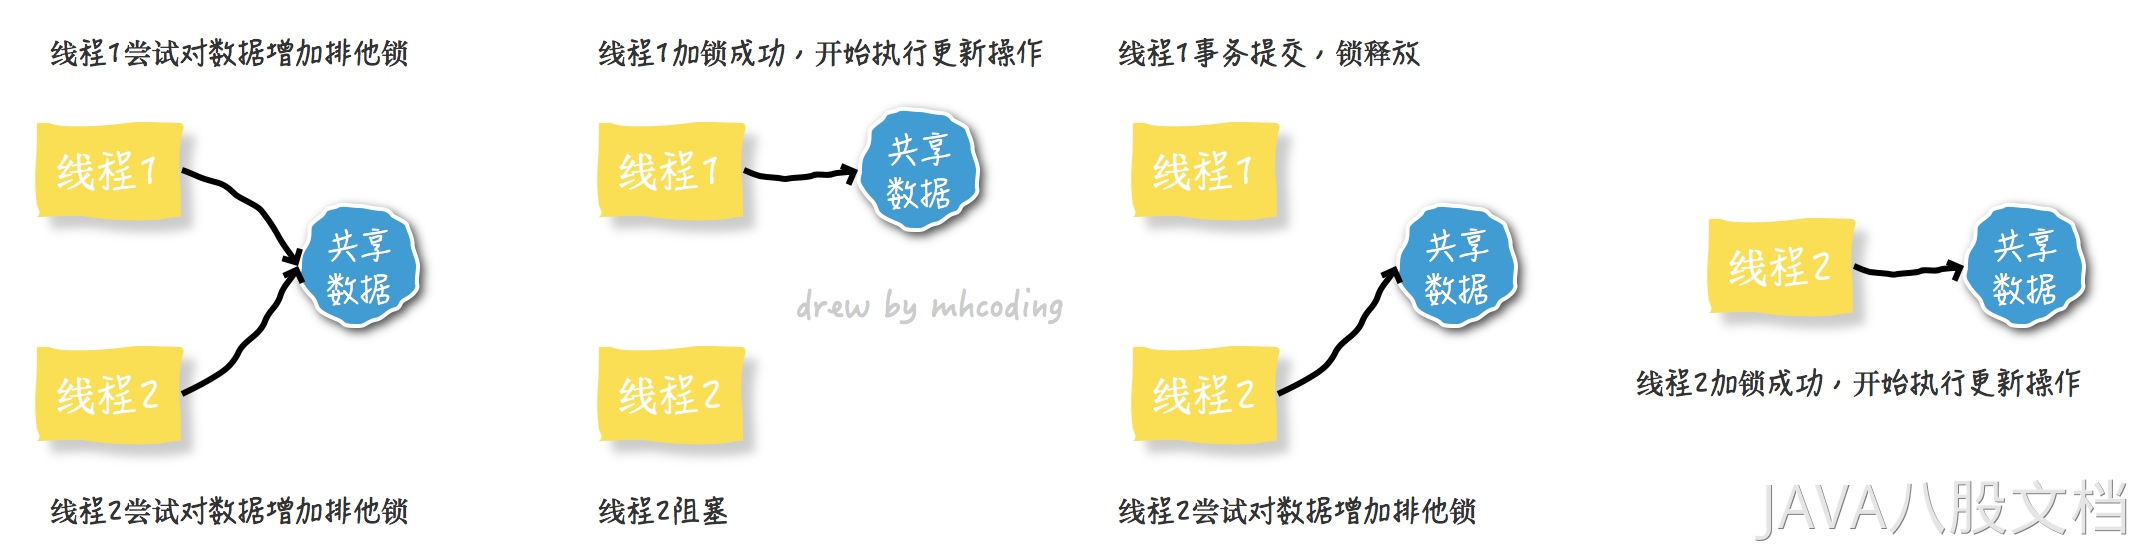 线程1尝试对数据增加排他锁
线程1
共享
数据
线程2
线程2尝试对数据增加排他锁
线程1加锁成功，开始执行更新操作
线程1
共享
数据
drew by mhcoding
线程2
线程2阻塞
线程1事务提交，锁释放
线程1
共享
数据
线程2
线程2尝试对数据增加排他锁
线程2
共享
数据
线程2加锁成功，开始执行更新操作
JAVA八股文档